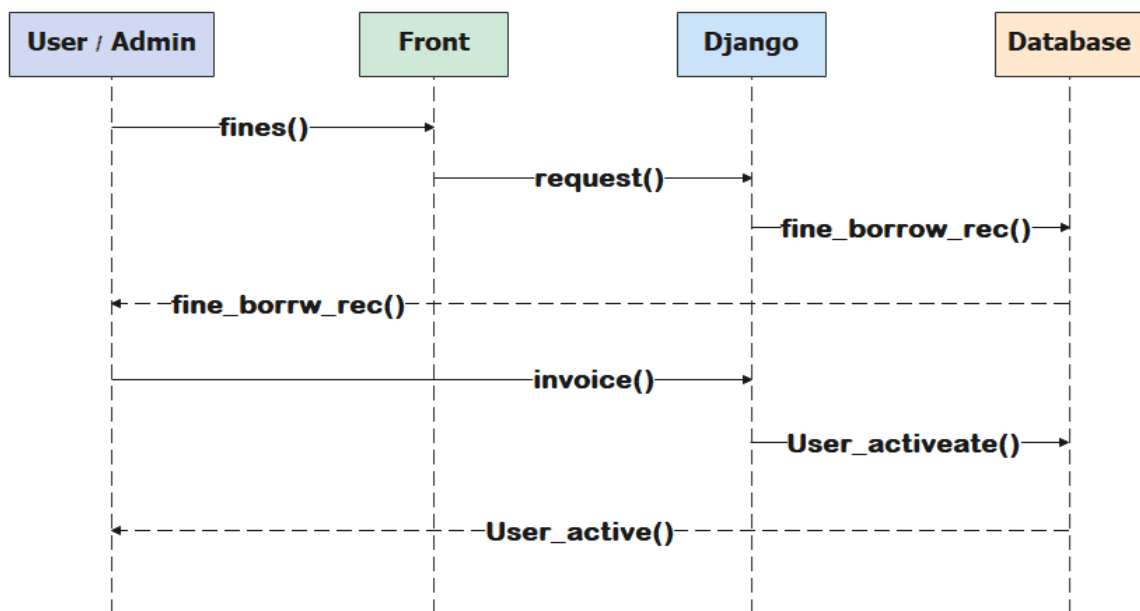 User / Admin
Front
Django
Database
fines()
request()
fine_borrow_rec()
fine_borrw_rec()
invoice()
User_activeate()
User_active()